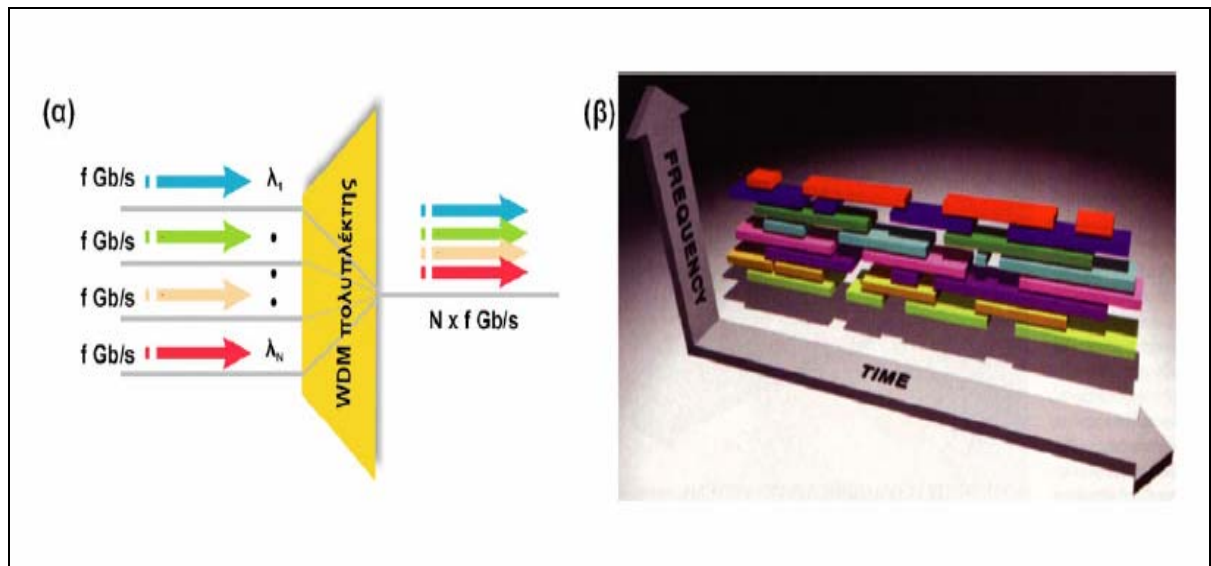 (α)
f Gb/s
λ₁
f Gb/s
f Gb/s
f Gb/s
λN
WDM πολυπλέκτης
N x f Gb/s
(β)
FREQUENCY
TIME